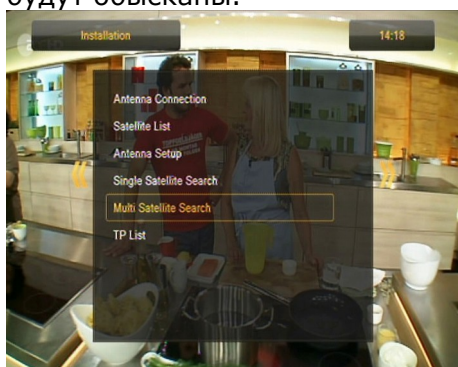 будут обысканы.
Installation
14:18
Antenna Connection
Satellite List
Antenna Setup
Single Satellite Search
Multi Satellite Search
TP List